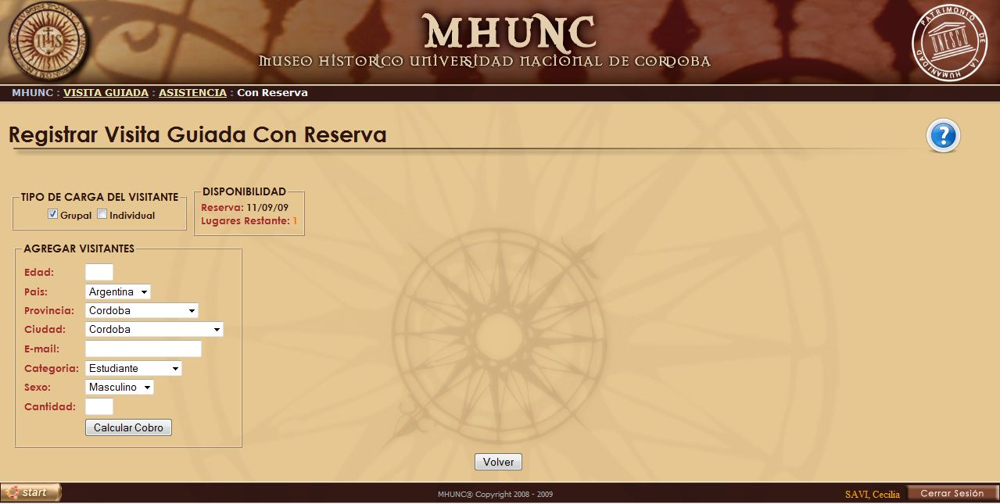 MHUNC
MUSEO HISTORICO UNIVERSIDAD NACIONAL DE CORDOBA
IHS
PATRIMONIO DE LA HUMANIDAD
UNESCO
MHUNC : VISITA GUIADA : ASISTENCIA : Con Reserva
Registrar Visita Guiada Con Reserva
?
TIPO DE CARGA DEL VISITANTE
Grupal Individual
DISPONIBILIDAD
Reserva: 11/09/09
Lugares Restante: 1
AGREGAR VISITANTES
Edad:
Pais: Argentina
Provincia: Cordoba
Ciudad: Cordoba
E-mail:
Categoria: Estudiante
Sexo: Masculino
Cantidad:
Calcular Cobro
Volver
start
MHUNC® Copyright 2008 - 2009
SAVI, Cecilia
Cerrar Sesión